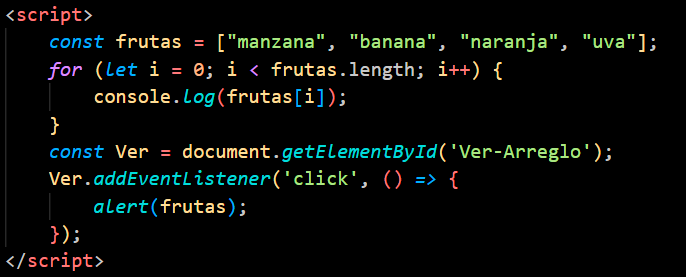 <script>
const frutas = ["manzana", "banana", "naranja", "uva"];
for (let i = 0; i < frutas.length; i++) {
console.log(frutas[i]);
}
const Ver = document.getElementById('Ver-Arreglo');
Ver.addEventListener('click', () => {
alert(frutas);
});
</script>